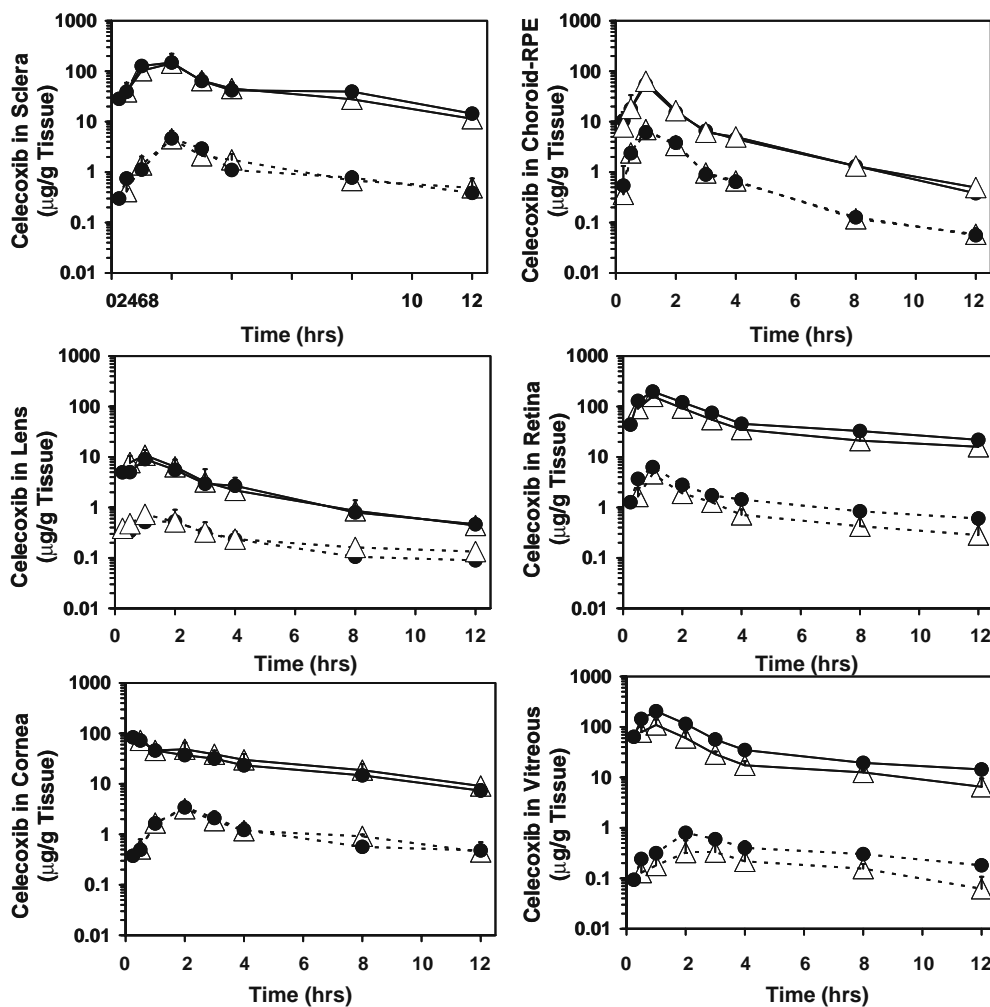 Celecoxib in Sclera
(μg/g Tissue)
1000
100
10
1
0.1
0.01
02468
10
12
Time (hrs)
Celecoxib in Choroid-RPE
(μg/g Tissue)
1000
100
10
1
0.1
0.01
0 2 4 6 8 10 12
Time (hrs)
Celecoxib in Lens
(μg/g Tissue)
1000
100
10
1
0.1
0.01
0 2 4 6 8 10 12
Time (hrs)
Celecoxib in Retina
(μg/g Tissue)
1000
100
10
1
0.1
0.01
0 2 4 6 8 10 12
Time (hrs)
Celecoxib in Cornea
(μg/g Tissue)
1000
100
10
1
0.1
0.01
0 2 4 6 8 10 12
Time (hrs)
Celecoxib in Vitreous
(μg/g Tissue)
1000
100
10
1
0.1
0.01
0 2 4 6 8 10 12
Time (hrs)